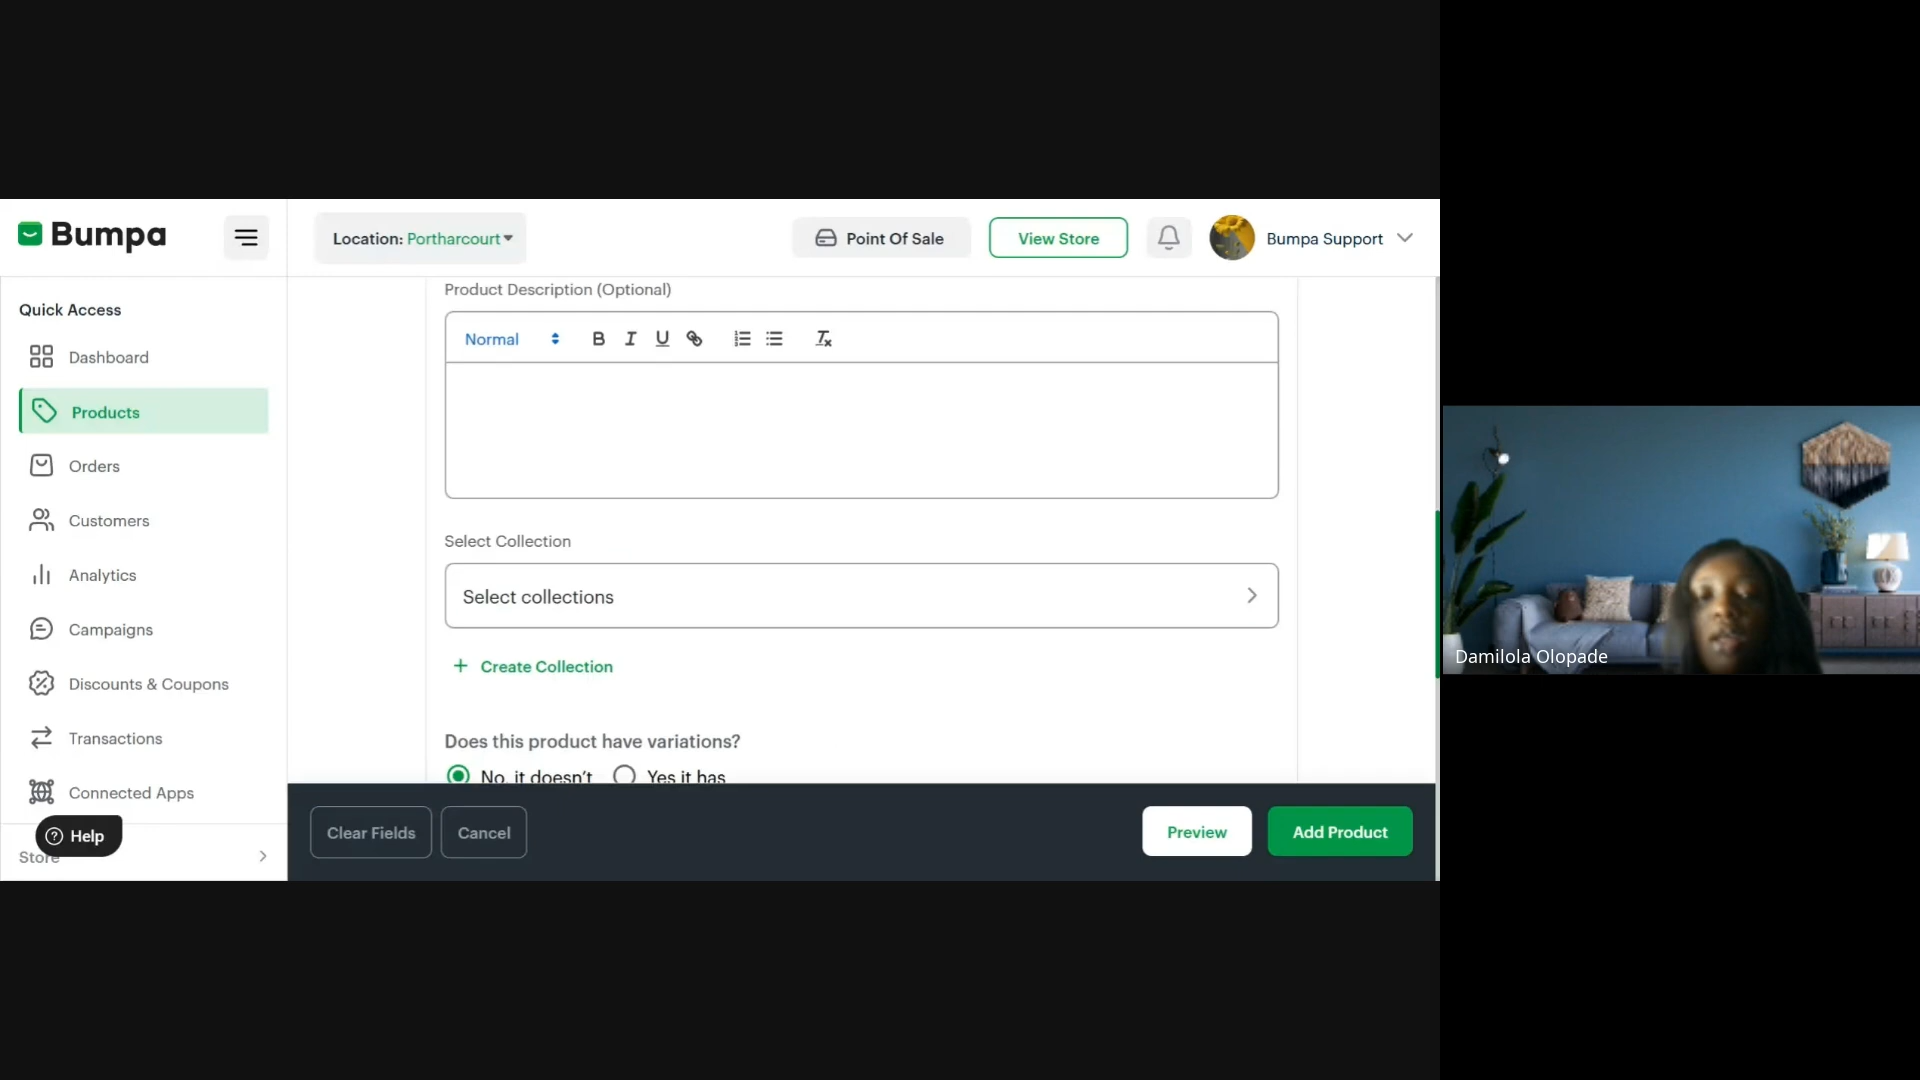 Bumpa
Location: Portharcourt
Point Of Sale
View Store
Bumpa Support
Quick Access
Dashboard
Products
Orders
Customers
Analytics
Campaigns
Discounts & Coupons
Transactions
Connected Apps
Help
Store
Product Description (Optional)
Normal
B I U
Select Collection
Select collections
+ Create Collection
Does this product have variations?
No, it doesn't Yes it has
Clear Fields
Cancel
Preview
Add Product
Damilola Olopade